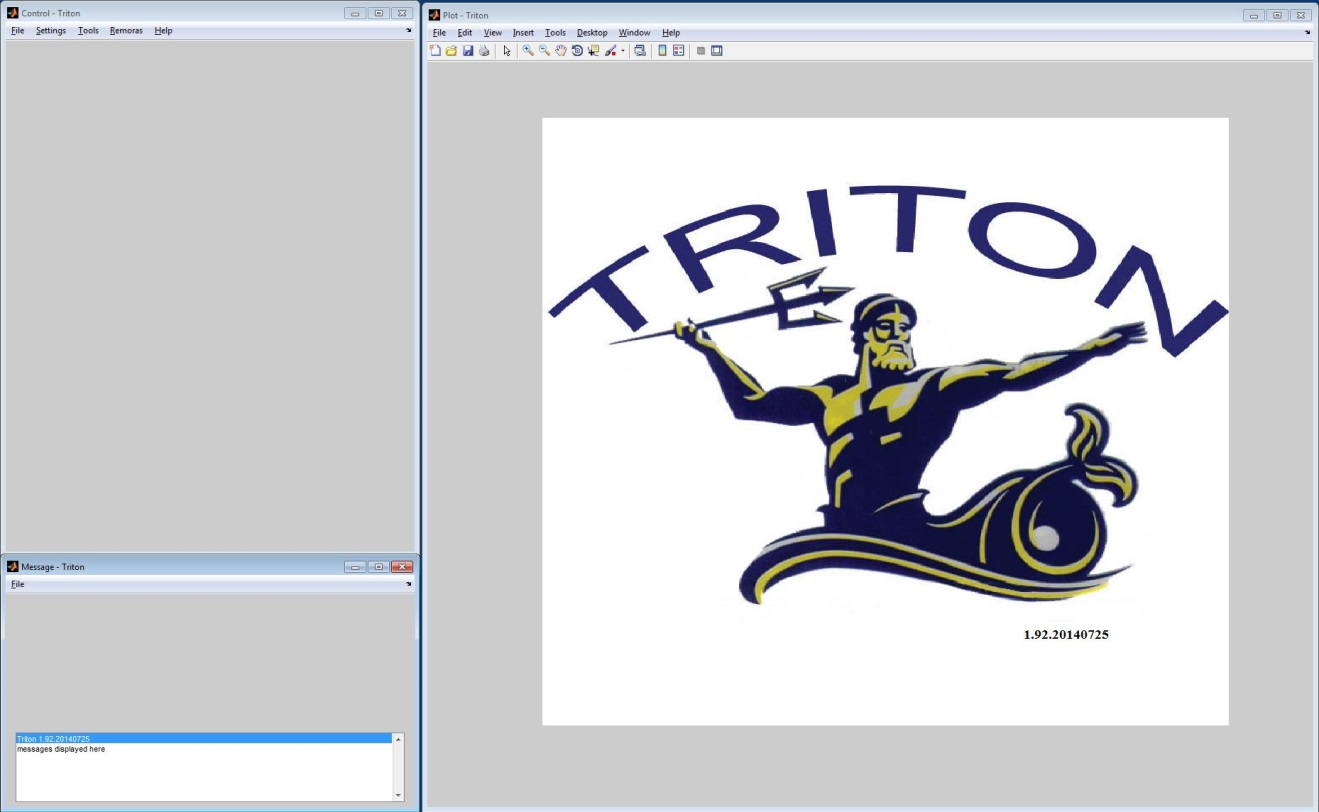 Control - Triton
File Settings Tools Remoras Help
Plot - Triton
File Edit View Insert Tools Desktop Window Help
TRITON
1.92.20140725
Message - Triton
File
Triton 1.92.20140725
messages displayed here